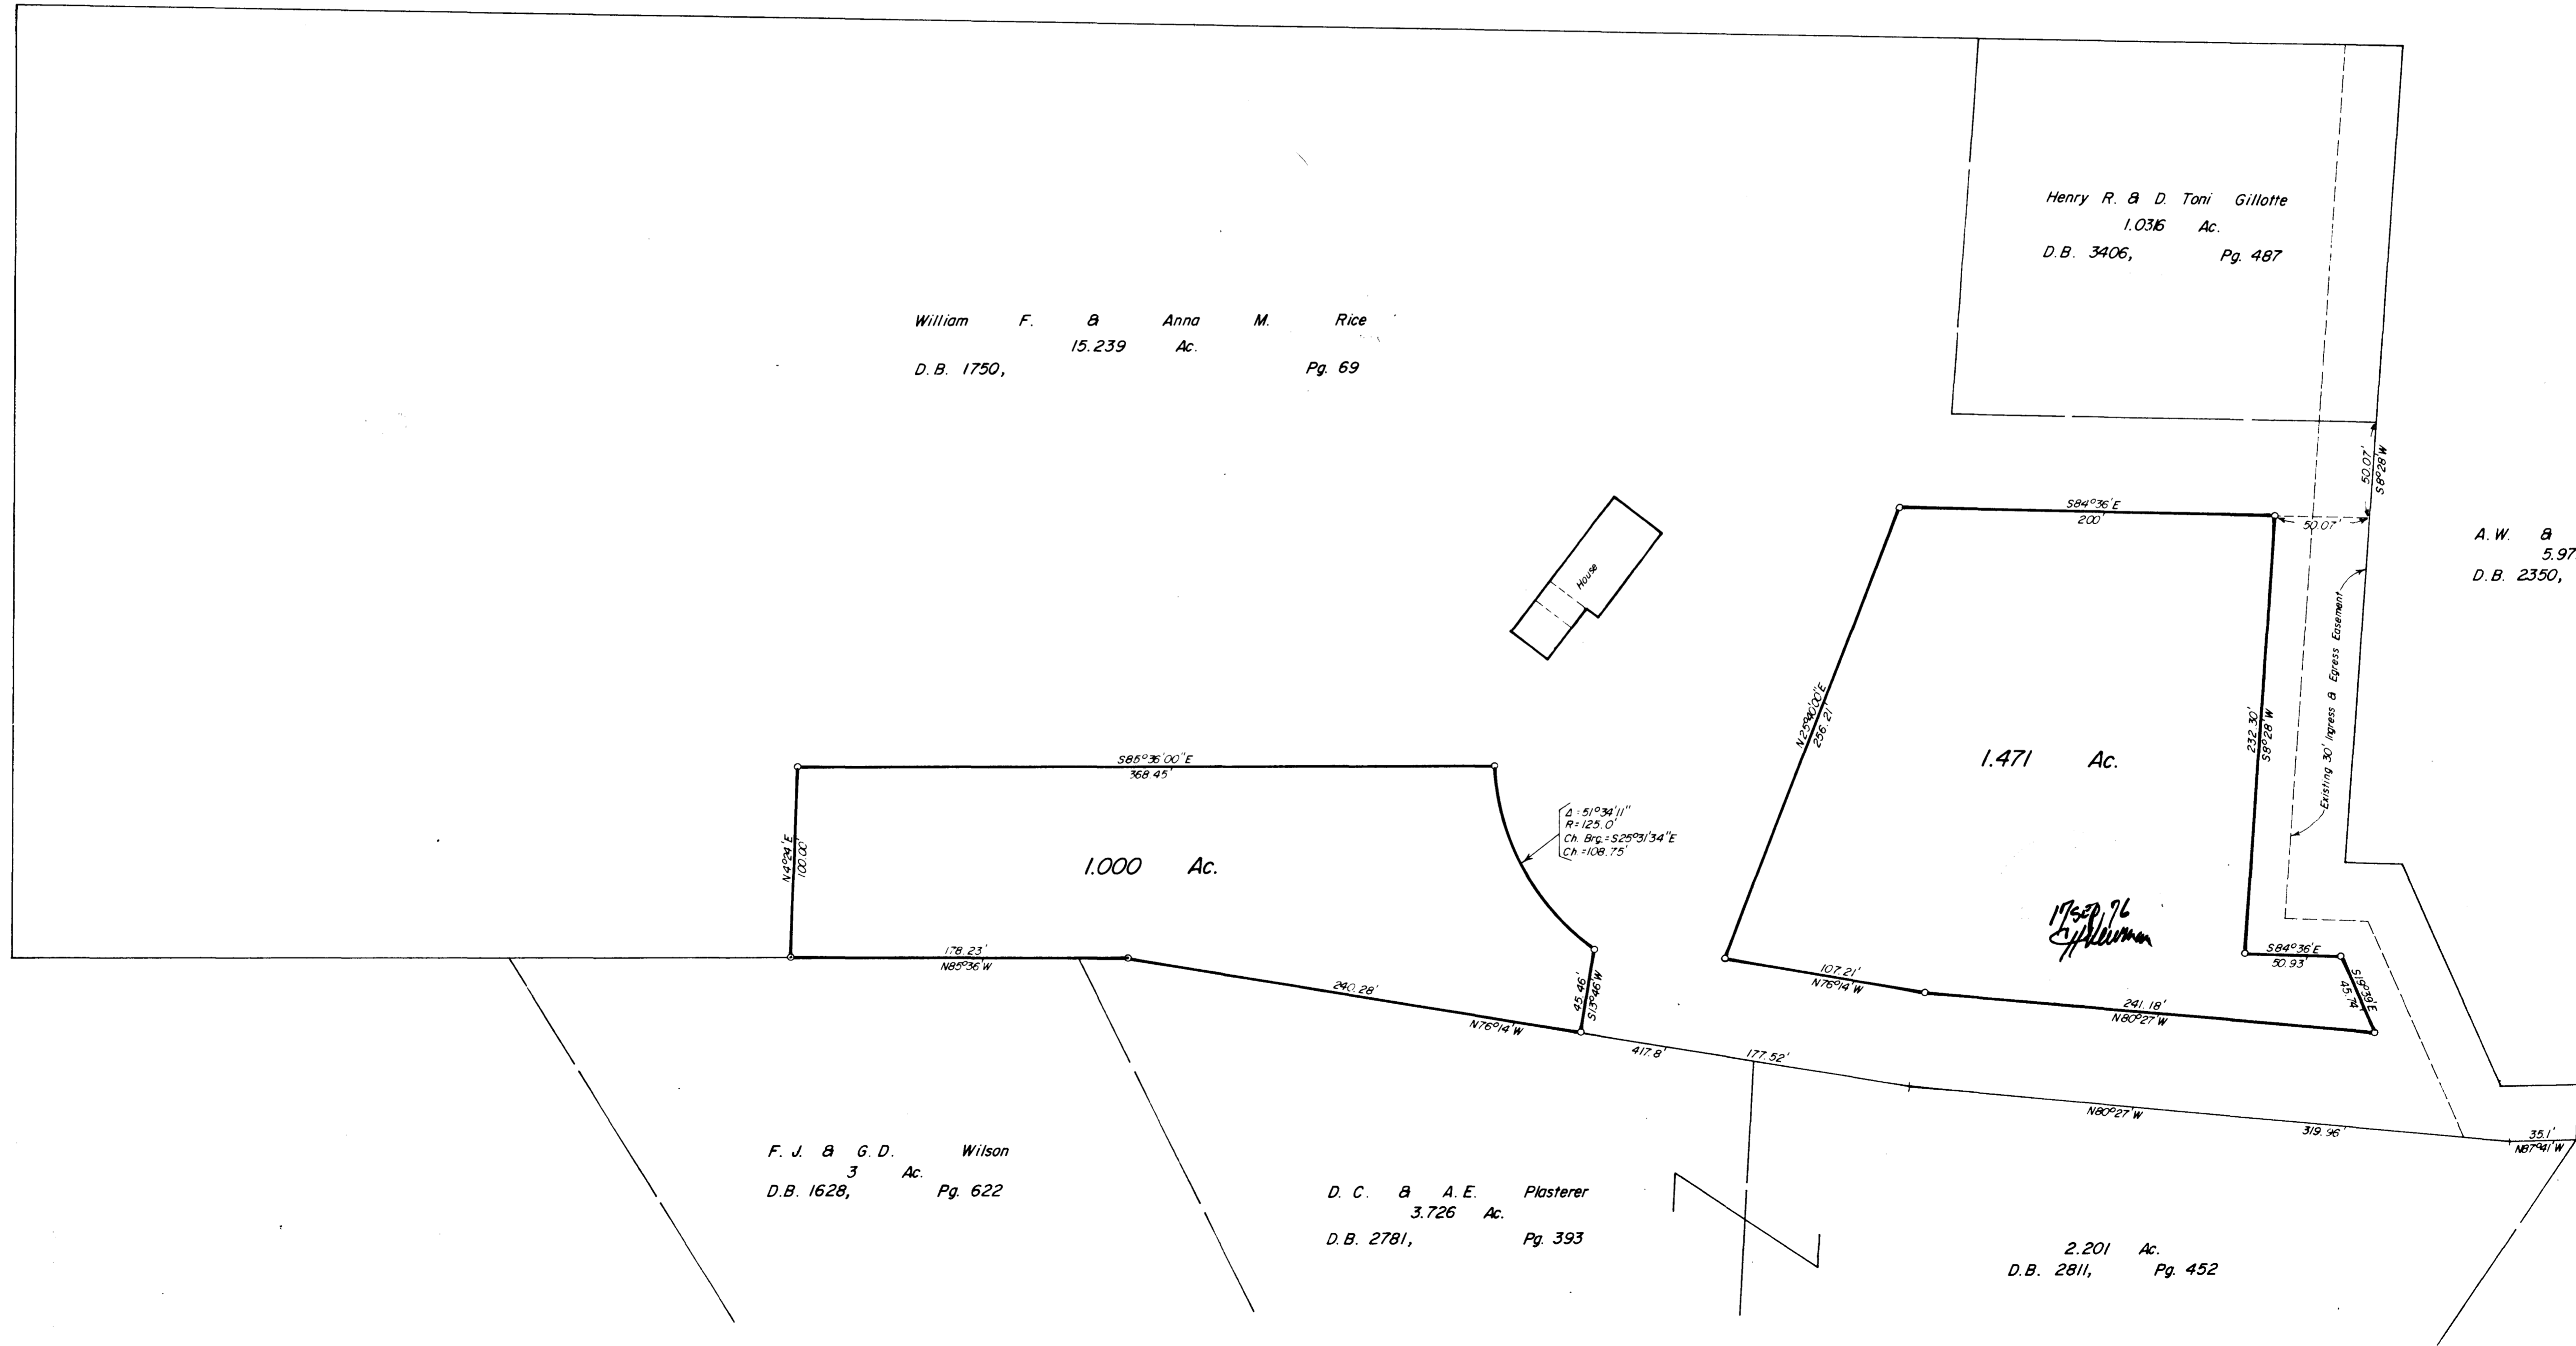 Henry R. & D. Toni Gillotte
1.0316 Ac.
D.B. 3406, Pg. 487
William F. & Anna M. Rice
15.239 Ac.
D.B. 1750, Pg. 69
50.07'
S8°28'W
S84°36'E
200'
50.07'
A.W. &
5.97
D.B. 2350,
House
Existing 30' Ingress & Egress Easement
N25°40'00"E
256.21'
232.30'
S8°28'W
1.471 Ac.
S85°36'00"E
368.45'
Δ=51°34'11"
R=125.0'
Ch. Brg.=S25°31'34"E
Ch.=108.75'
N4°24'E
100.00'
1.000 Ac.
17 SEP, 76
178.23'
N85°36'W
240.28'
N76°14'W
45.46'
S13°46'W
107.21'
N76°14'W
S84°36'E
50.93'
S19°39'E
45.74'
241.18'
N80°27'W
417.8'
177.52'
N80°27'W
319.96'
35.1'
N87°41'W
F. J. & G. D. Wilson
3 Ac.
D.B. 1628, Pg. 622
D. C. & A. E. Plasterer
3.726 Ac.
D.B. 2781, Pg. 393
2.201 Ac.
D.B. 2811, Pg. 452